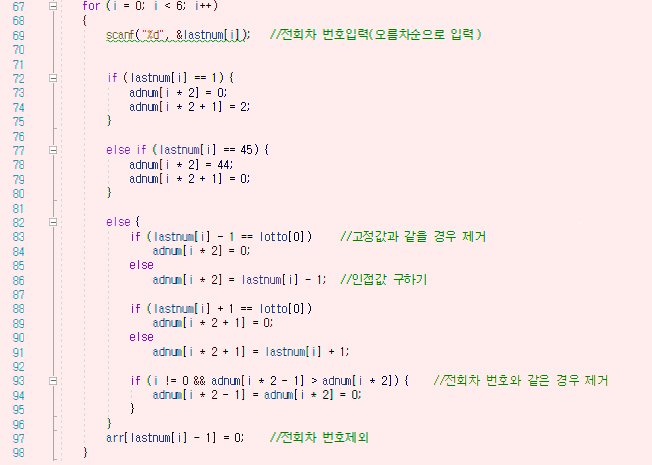 67 for (i = 0; i < 6; i++)
68 {
69 scanf("%d", &lastnum[i]); //전회차 번호입력(오름차순으로 입력)
70
71
72 if (lastnum[i] == 1) {
73 adnum[i * 2] = 0;
74 adnum[i * 2 + 1] = 2;
75 }
76
77 else if (lastnum[i] == 45) {
78 adnum[i * 2] = 44;
79 adnum[i * 2 + 1] = 0;
80 }
81
82 else {
83 if (lastnum[i] - 1 == lotto[0]) //고정값과 같을 경우 제거
84 adnum[i * 2] = 0;
85 else
86 adnum[i * 2] = lastnum[i] - 1; //인접값 구하기
87
88 if (lastnum[i] + 1 == lotto[0])
89 adnum[i * 2 + 1] = 0;
90 else
91 adnum[i * 2 + 1] = lastnum[i] + 1;
92
93 if (i != 0 && adnum[i * 2 - 1] > adnum[i * 2]) { //전회차 번호와 같은 경우 제거
94 adnum[i * 2 - 1] = adnum[i * 2] = 0;
95 }
96 }
97 arr[lastnum[i] - 1] = 0; //전회차 번호제외
98 }